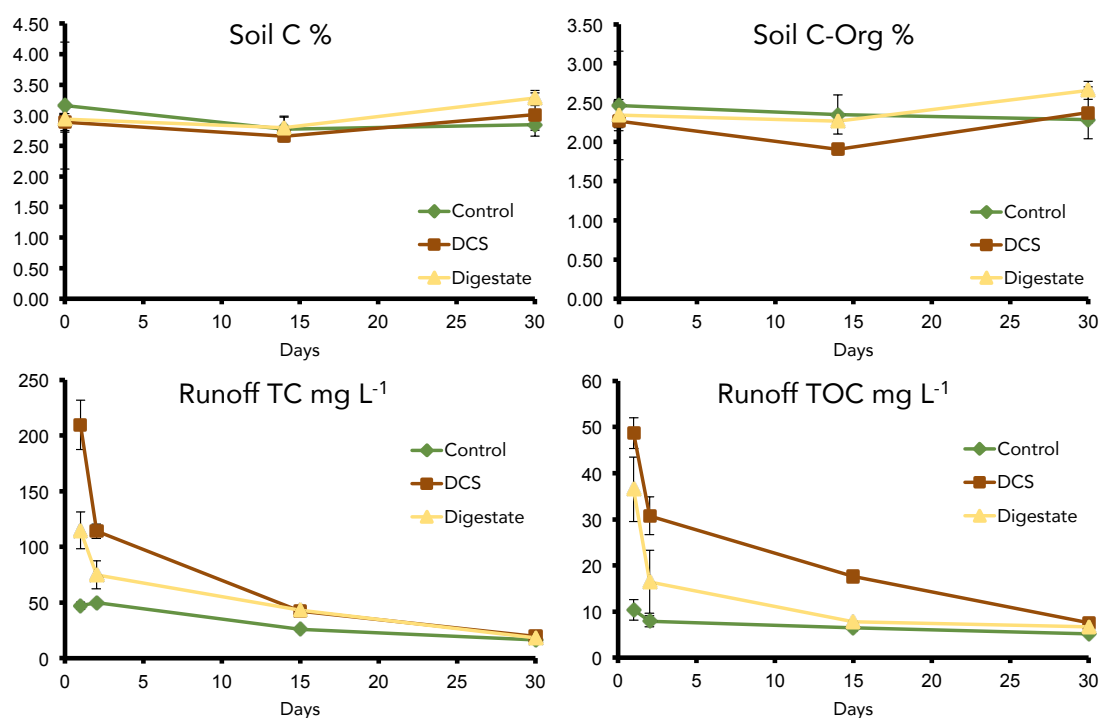 Soil C %
4.50
4.00
3.50
3.00
2.50
2.00
1.50
1.00
0.50
0.00
Control
DCS
Digestate
0 5 10 15 20 25 30
Days
Soil C-Org %
3.50
3.00
2.50
2.00
1.50
1.00
0.50
0.00
Control
DCS
Digestate
0 5 10 15 20 25 30
Days
Runoff TC mg L-1
250
200
150
100
50
0
Control
DCS
Digestate
0 5 10 15 20 25 30
Days
Runoff TOC mg L-1
60
50
40
30
20
10
0
Control
DCS
Digestate
0 5 10 15 20 25 30
Days